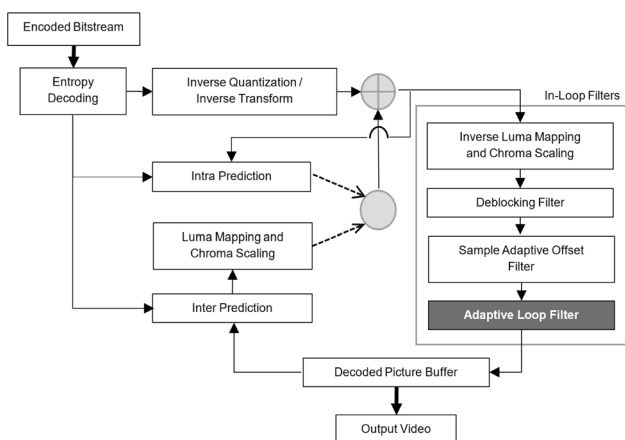 Encoded Bitstream
Entropy
Decoding
Inverse Quantization /
Inverse Transform
In-Loop Filters
Inverse Luma Mapping
and Chroma Scaling
Intra Prediction
Deblocking Filter
Luma Mapping and
Chroma Scaling
Sample Adaptive Offset
Filter
Inter Prediction
Adaptive Loop Filter
Decoded Picture Buffer
Output Video